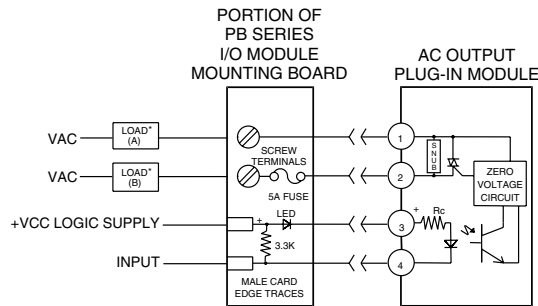 PORTION OF
PB SERIES
I/O MODULE
MOUNTING BOARD
AC OUTPUT
PLUG-IN MODULE
VAC
LOAD*
(A)
1
SCREW
TERMINALS
SNUB
VAC
LOAD*
(B)
5A FUSE
2
ZERO
VOLTAGE
CIRCUIT
+VCC LOGIC SUPPLY
+
LED
3
+
Rc
3.3K
INPUT
4
MALE CARD
EDGE TRACES